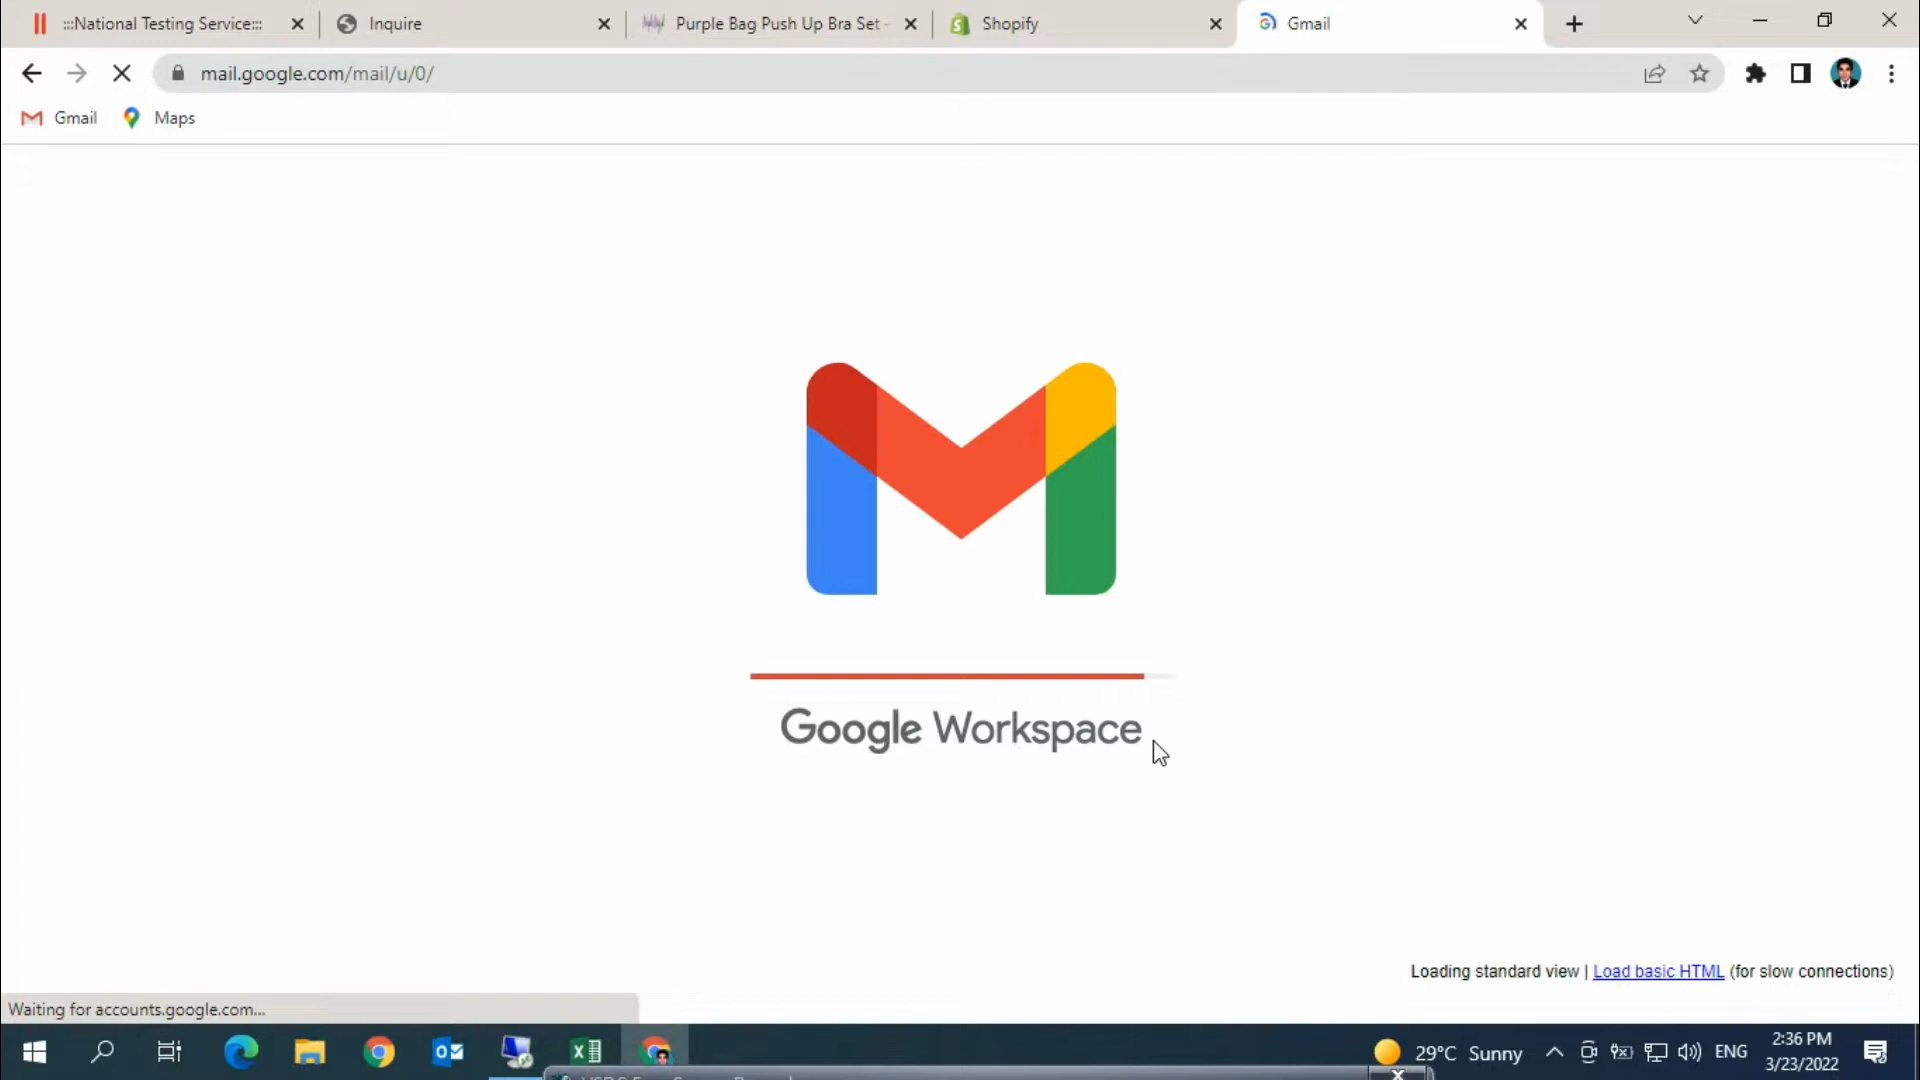 :::National Testing Service:::
Inquire
Purple Bag Push Up Bra Set -
Shopify
Gmail
mail.google.com/mail/u/0/
Gmail
Maps
Google Workspace
Loading standard view | Load basic HTML (for slow connections)
Waiting for accounts.google.com...
29°C Sunny
ENG
2:36 PM
3/23/2022